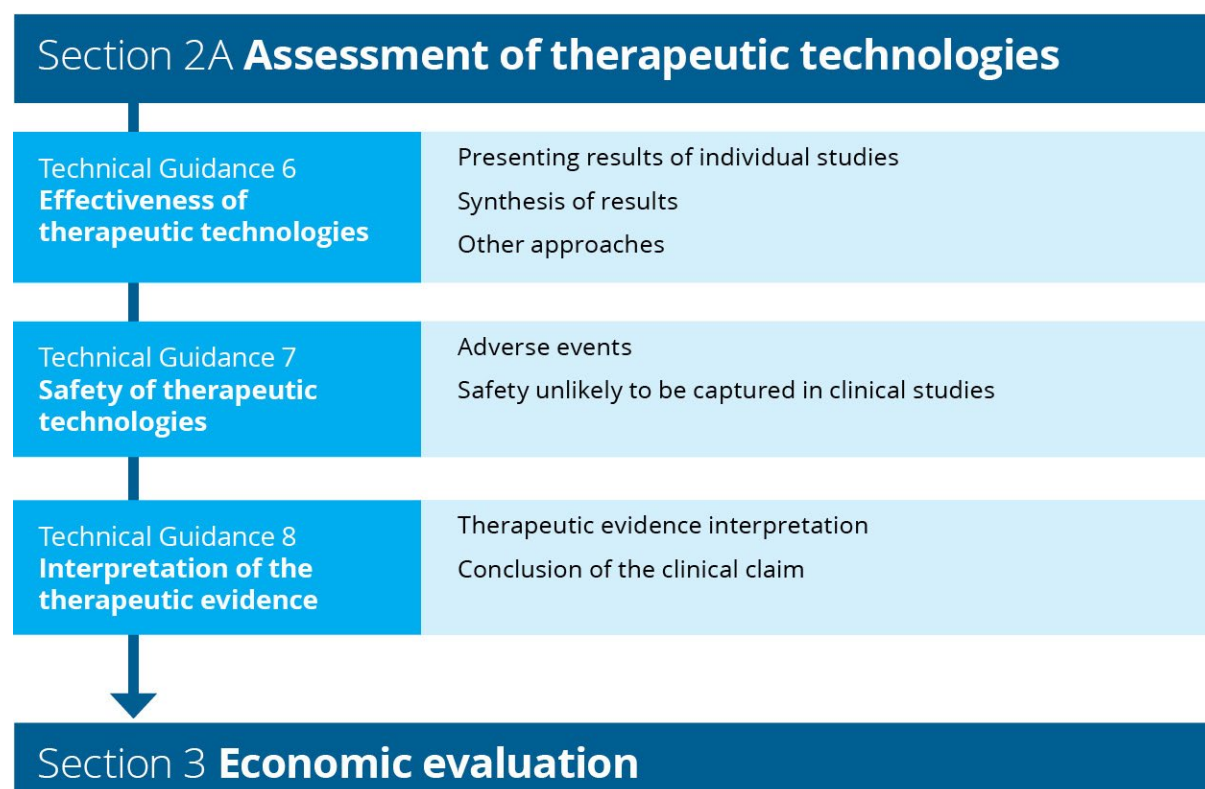 Section 2A Assessment of therapeutic technologies
Technical Guidance 6
Effectiveness of
therapeutic technologies
Presenting results of individual studies
Synthesis of results
Other approaches
Technical Guidance 7
Safety of therapeutic
technologies
Adverse events
Safety unlikely to be captured in clinical studies
Technical Guidance 8
Interpretation of the
therapeutic evidence
Therapeutic evidence interpretation
Conclusion of the clinical claim
Section 3 Economic evaluation